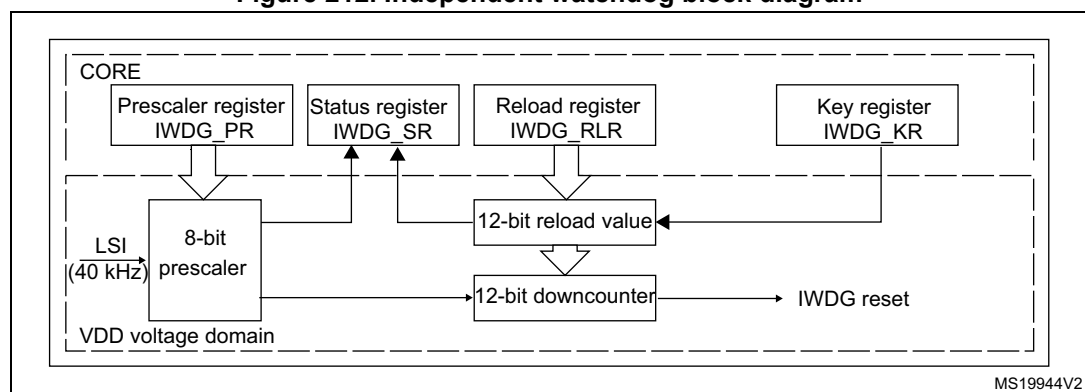 Figure 212. Independent watchdog block diagram
CORE
Prescaler register
IWDG_PR
Status register
IWDG_SR
Reload register
IWDG_RLR
Key register
IWDG_KR
LSI
(40 kHz)
8-bit
prescaler
12-bit reload value
12-bit downcounter
IWDG reset
VDD voltage domain
MS19944V2